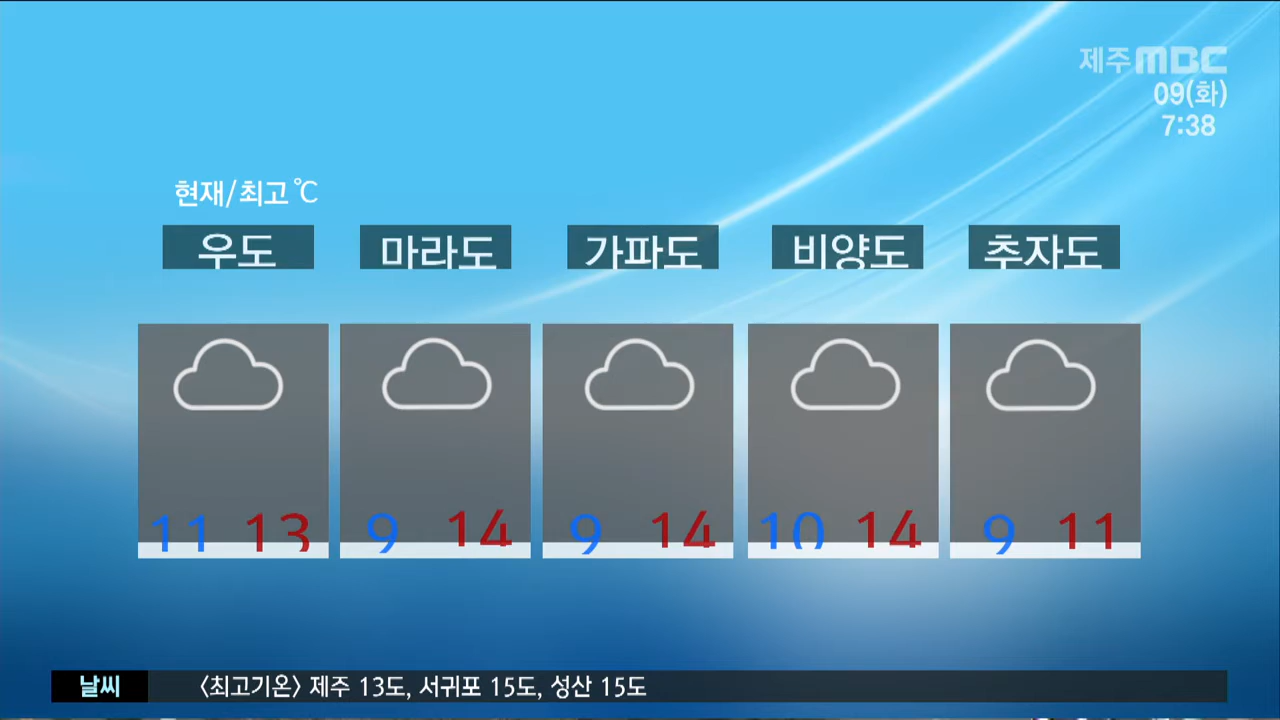 제주MBC
09(화)
7:38
현재/최고℃
우도 마라도 가파도 비양도 추자도
11 13 9 14 9 14 10 14 9 11
날씨 〈최고기온〉 제주 13도, 서귀포 15도, 성산 15도